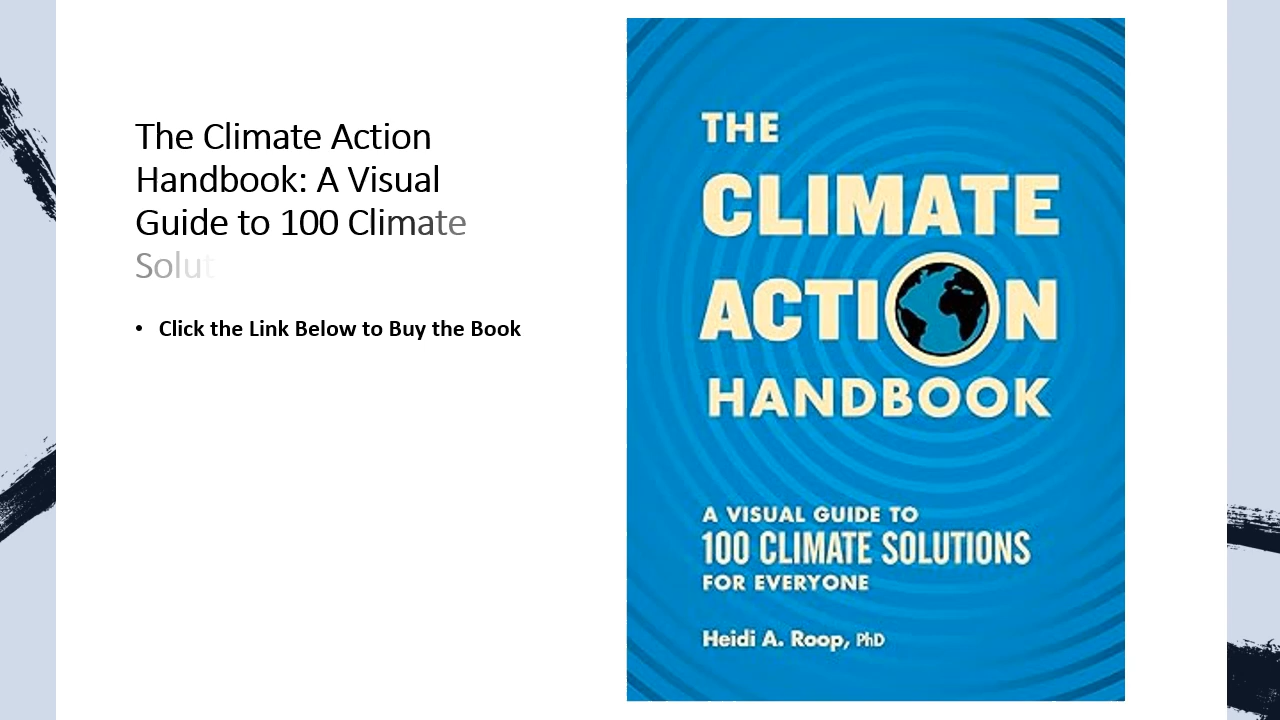 The Climate Action
Handbook: A Visual
Guide to 100 Climate
Solut
• Click the Link Below to Buy the Book
THE
CLIMATE
ACTION
HANDBOOK
A VISUAL GUIDE TO
100 CLIMATE SOLUTIONS
FOR EVERYONE
Heidi A. Roop, PhD